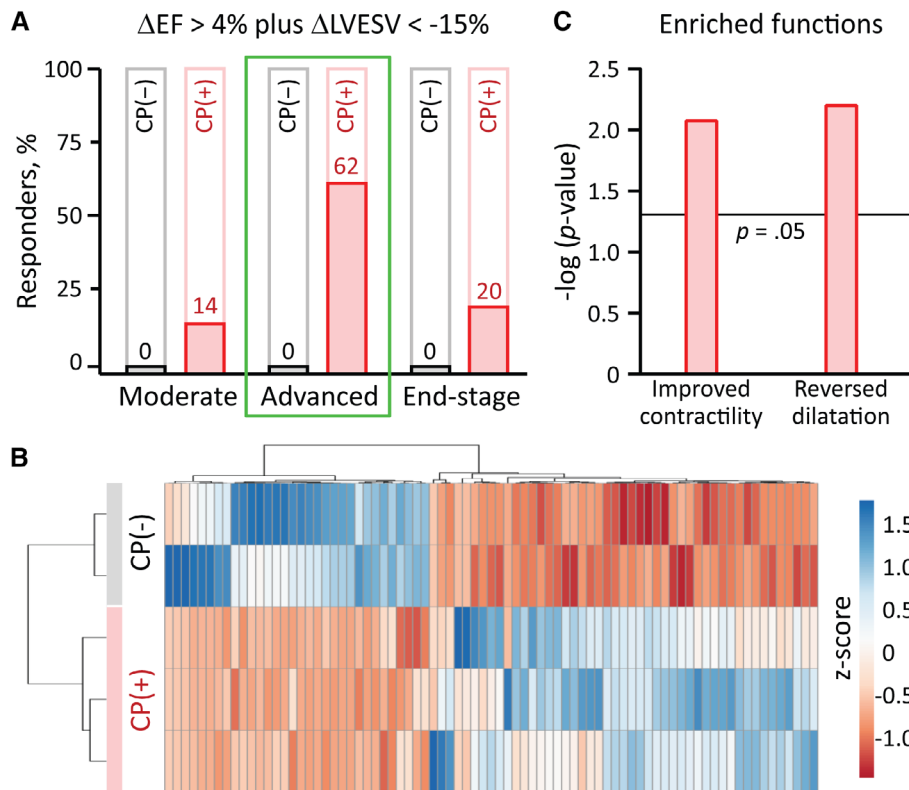 A
ΔEF > 4% plus ΔLVESV < -15%
Responders, %
100
75
50
25
0
CP(−)
CP(+)
CP(−)
CP(+)
CP(−)
CP(+)
0
14
0
62
0
20
Moderate
Advanced
End-stage
C
Enriched functions
-log (p-value)
2.5
2.0
1.5
1.0
0.5
0
p = .05
Improved
contractility
Reversed
dilatation
B
CP(-)
CP(+)
z-score
1.5
1.0
0.5
0
-0.5
-1.0